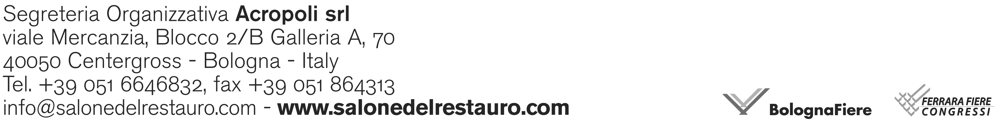 Segreteria Organizzativa Acropoli srl
viale Mercanzia, Blocco 2/B Galleria A, 70
40050 Centergross - Bologna - Italy
Tel. +39 051 6646832, fax +39 051 864313
info@salonedelrestauro.com - www.salonedelrestauro.com
BolognaFiere
FERRARA FIERE
CONGRESSI